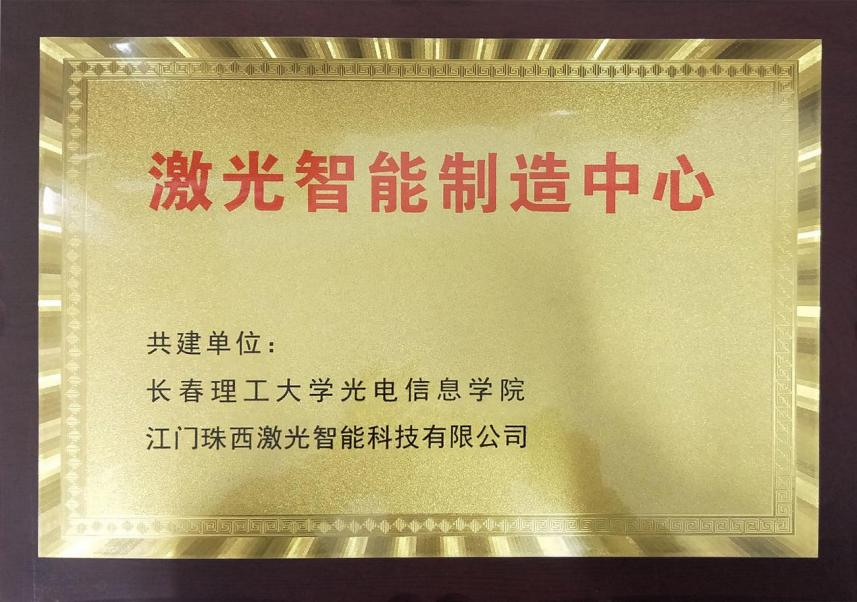 激光智能制造中心
共建单位：
长春理工大学光电信息学院
江门珠西激光智能科技有限公司